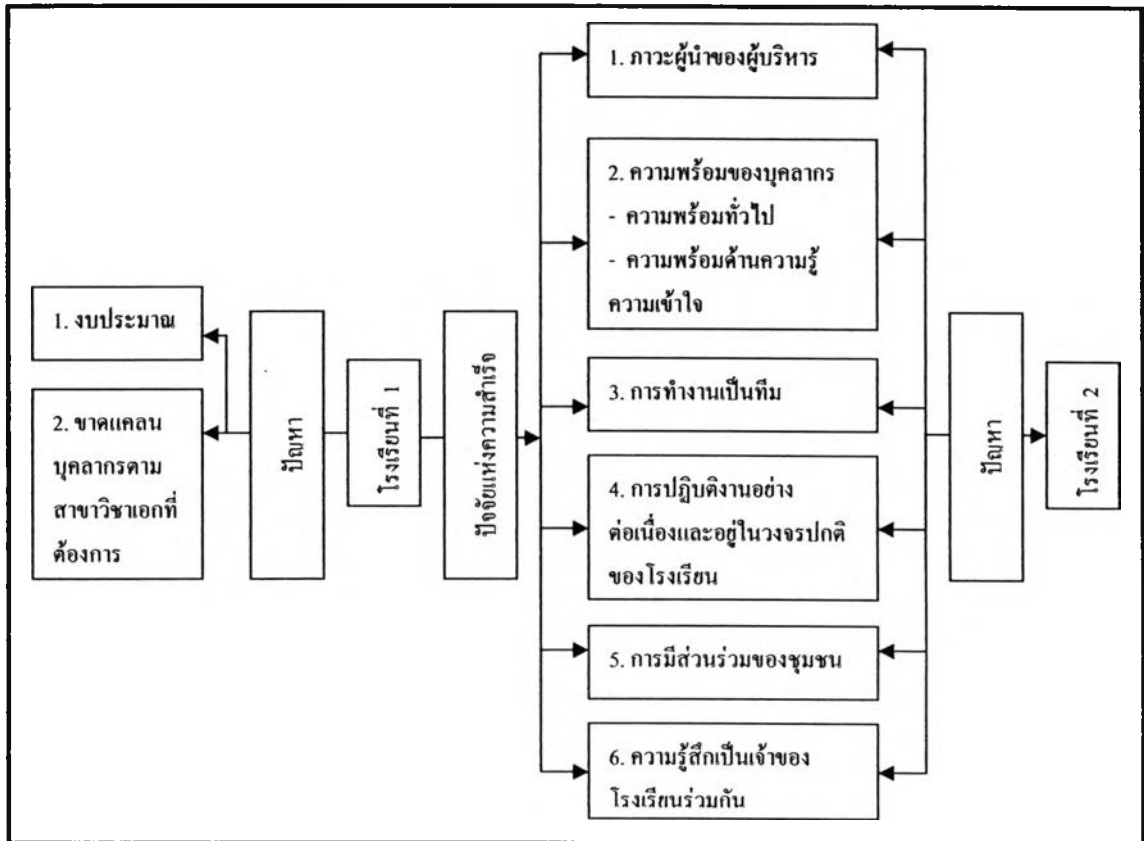 1. งบประมาณ
2. ขาดแคลน
บุคลากรตาม
สาขาวิชาเอกที่
ต้องการ
ปัญหา
โรงเรียนที่ 1
ปัจจัยแห่งความสำเร็จ
1. ภาวะผู้นำของผู้บริหาร
2. ความพร้อมของบุคลากร
- ความพร้อมทั่วไป
- ความพร้อมด้านความรู้
ความเข้าใจ
3. การทำงานเป็นทีม
4. การปฏิบัติงานอย่าง
ต่อเนื่องและอยู่ในวงจรปกติ
ของโรงเรียน
5. การมีส่วนร่วมของชุมชน
6. ความรู้สึกเป็นเจ้าของ
โรงเรียนร่วมกัน
ปัญหา
โรงเรียนที่ 2